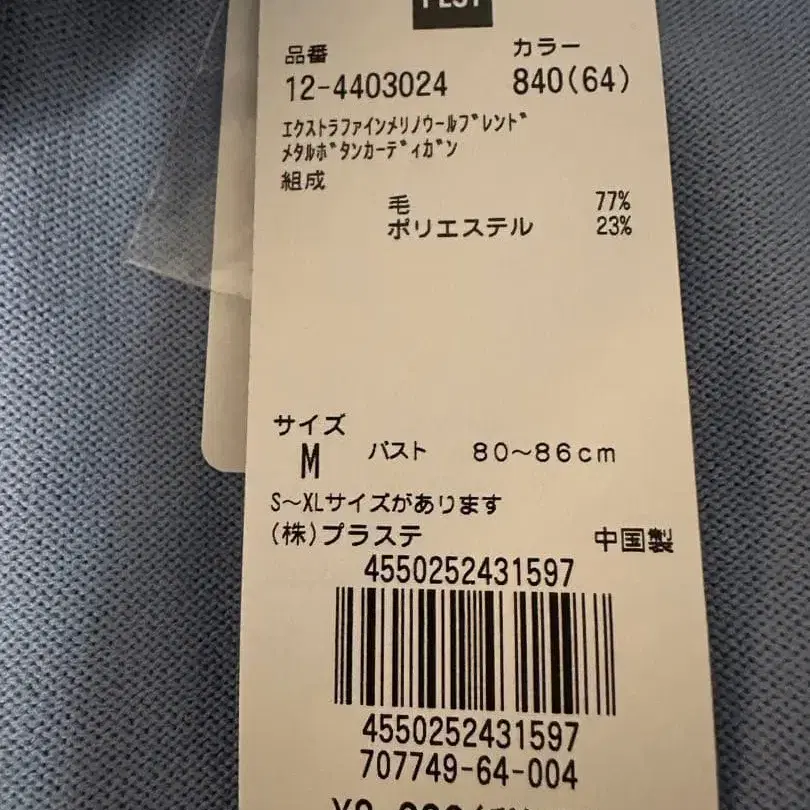 品番 カラー
12-4403024 840(64)
エクストラファインメリノウールブレンド
メタルボタンカーディガン
組成
毛 77%
ポリエステル 23%
サイズ
M バスト 80~86cm
S~XLサイズがあります
(株)プラステ 中国製
4550252431597
4550252431597
707749-64-004